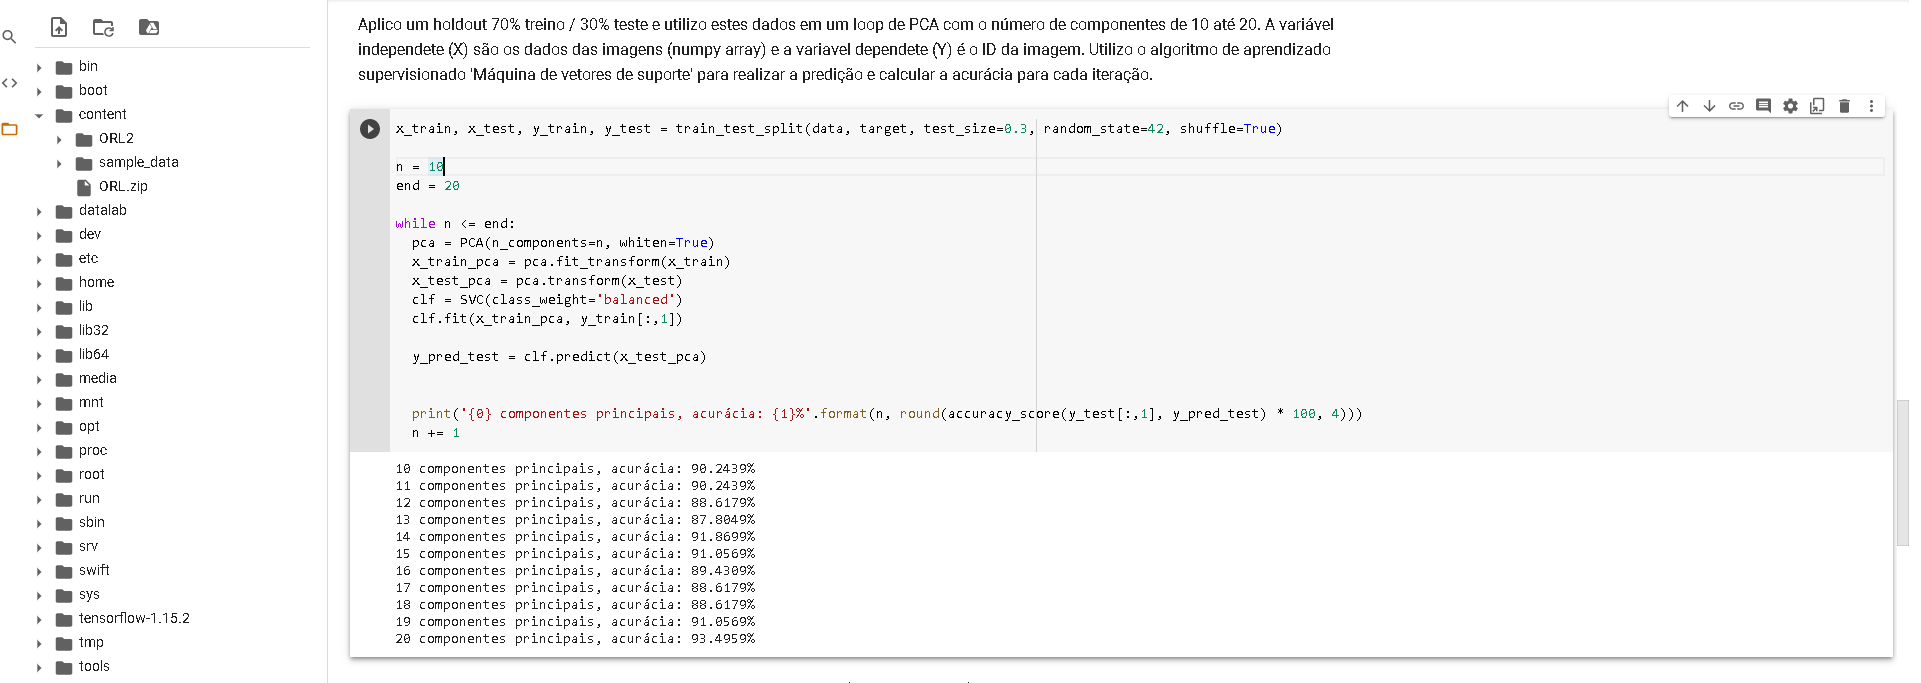 bin
boot
content
ORL2
sample_data
ORL.zip
datalab
dev
etc
home
lib
lib32
lib64
media
mnt
opt
proc
root
run
sbin
srv
swift
sys
tensorflow-1.15.2
tmp
tools
Aplico um holdout 70% treino / 30% teste e utilizo estes dados em um loop de PCA com o número de componentes de 10 até 20. A variável
independete (X) são os dados das imagens (numpy array) e a variavel dependete (Y) é o ID da imagem. Utilizo o algoritmo de aprendizado
supervisionado 'Máquina de vetores de suporte' para realizar a predição e calcular a acurácia para cada iteração.
x_train, x_test, y_train, y_test = train_test_split(data, target, test_size=0.3, random_state=42, shuffle=True)
n = 10
end = 20
while n <= end:
  pca = PCA(n_components=n, whiten=True)
  x_train_pca = pca.fit_transform(x_train)
  x_test_pca = pca.transform(x_test)
  clf = SVC(class_weight='balanced')
  clf.fit(x_train_pca, y_train[:,1])
  y_pred_test = clf.predict(x_test_pca)
  print('{0} componentes principais, acurácia: {1}%'.format(n, round(accuracy_score(y_test[:,1], y_pred_test) * 100, 4)))
  n += 1
10 componentes principais, acurácia: 90.2439%
11 componentes principais, acurácia: 90.2439%
12 componentes principais, acurácia: 88.6179%
13 componentes principais, acurácia: 87.8049%
14 componentes principais, acurácia: 91.8699%
15 componentes principais, acurácia: 91.0569%
16 componentes principais, acurácia: 89.4309%
17 componentes principais, acurácia: 88.6179%
18 componentes principais, acurácia: 88.6179%
19 componentes principais, acurácia: 91.0569%
20 componentes principais, acurácia: 93.4959%